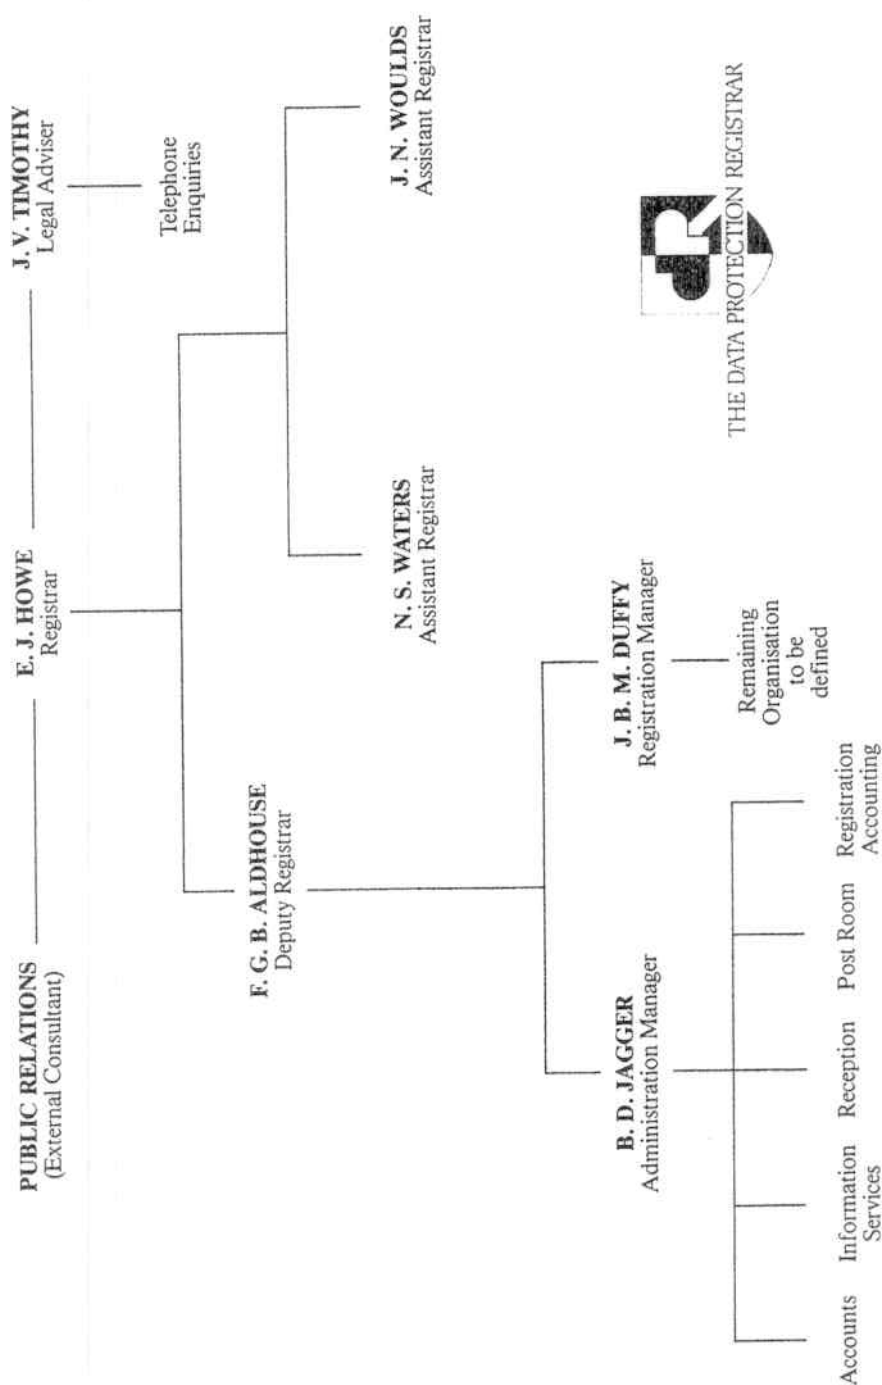 PUBLIC RELATIONS
(External Consultant)
E. J. HOWE
Registrar
J. V. TIMOTHY
Legal Adviser
Telephone
Enquiries
F. G. B. ALDHOUSE
Deputy Registrar
N. S. WATERS
Assistant Registrar
J. N. WOULDS
Assistant Registrar
B. D. JAGGER
Administration Manager
J. B. M. DUFFY
Registration Manager
Remaining
Organisation
to be
defined
Accounts
Information
Services
Reception
Post Room
Registration
Accounting
THE DATA PROTECTION REGISTRAR